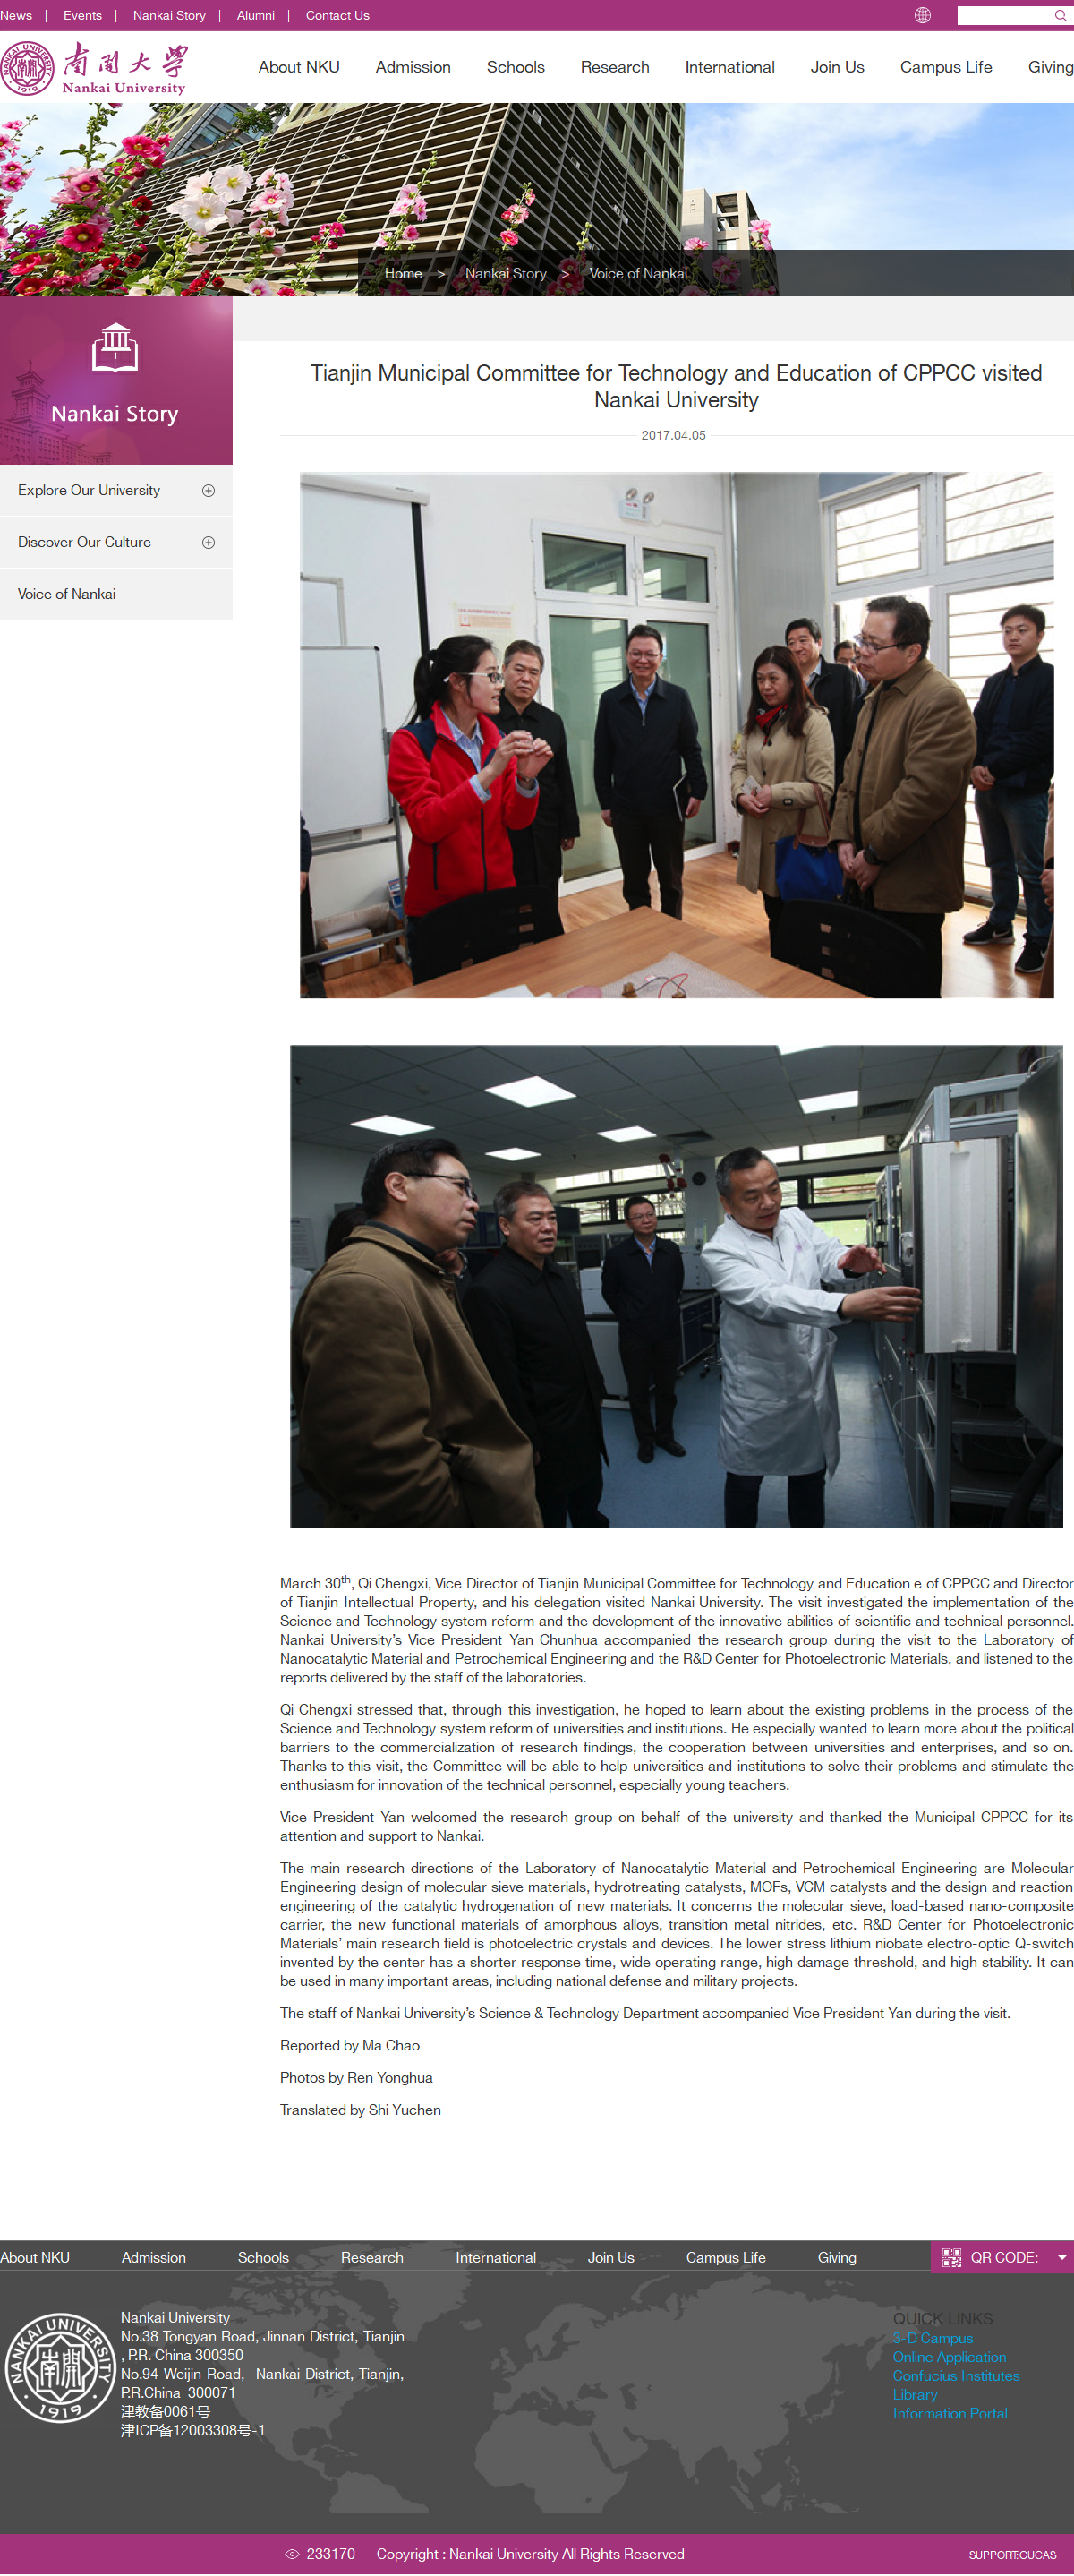 News | Events | Nankai Story | Alumni | Contact Us
NANKAI UNIVERSITY
1919
南開大學
Nankai University
About NKU Admission Schools Research International Join Us Campus Life Giving
Home > Nankai Story > Voice of Nankai
Nankai Story
Explore Our University
Discover Our Culture
Voice of Nankai
Tianjin Municipal Committee for Technology and Education of CPPCC visited
Nankai University
2017.04.05
March 30th, Qi Chengxi, Vice Director of Tianjin Municipal Committee for Technology and Education e of CPPCC and Director
of Tianjin Intellectual Property, and his delegation visited Nankai University. The visit investigated the implementation of the
Science and Technology system reform and the development of the innovative abilities of scientific and technical personnel.
Nankai University’s Vice President Yan Chunhua accompanied the research group during the visit to the Laboratory of
Nanocatalytic Material and Petrochemical Engineering and the R&D Center for Photoelectronic Materials, and listened to the
reports delivered by the staff of the laboratories.
Qi Chengxi stressed that, through this investigation, he hoped to learn about the existing problems in the process of the
Science and Technology system reform of universities and institutions. He especially wanted to learn more about the political
barriers to the commercialization of research findings, the cooperation between universities and enterprises, and so on.
Thanks to this visit, the Committee will be able to help universities and institutions to solve their problems and stimulate the
enthusiasm for innovation of the technical personnel, especially young teachers.
Vice President Yan welcomed the research group on behalf of the university and thanked the Municipal CPPCC for its
attention and support to Nankai.
The main research directions of the Laboratory of Nanocatalytic Material and Petrochemical Engineering are Molecular
Engineering design of molecular sieve materials, hydrotreating catalysts, MOFs, VCM catalysts and the design and reaction
engineering of the catalytic hydrogenation of new materials. It concerns the molecular sieve, load-based nano-composite
carrier, the new functional materials of amorphous alloys, transition metal nitrides, etc. R&D Center for Photoelectronic
Materials’ main research field is photoelectric crystals and devices. The lower stress lithium niobate electro-optic Q-switch
invented by the center has a shorter response time, wide operating range, high damage threshold, and high stability. It can
be used in many important areas, including national defense and military projects.
The staff of Nankai University’s Science & Technology Department accompanied Vice President Yan during the visit.
Reported by Ma Chao
Photos by Ren Yonghua
Translated by Shi Yuchen
About NKU Admission Schools Research International Join Us Campus Life Giving QR CODE:_
NANKAI UNIVERSITY
1919
Nankai University
No.38 Tongyan Road, Jinnan District, Tianjin
, P.R. China 300350
No.94 Weijin Road, Nankai District, Tianjin,
P.R.China 300071
津教备0061号
津ICP备12003308号-1
QUICK LINKS
3-D Campus
Online Application
Confucius Institutes
Library
Information Portal
233170 Copyright : Nankai University All Rights Reserved SUPPORT:CUCAS